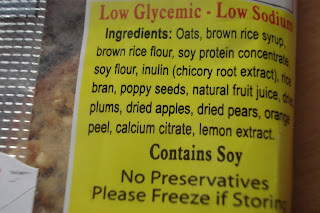 Low Glycemic - Low Sodium
Ingredients: Oats, brown rice syrup,
brown rice flour, soy protein concentrate,
soy flour, inulin (chicory root extract), rice
bran, poppy seeds, natural fruit juice, dried
plums, dried apples, dried pears, orange
peel, calcium citrate, lemon extract.
Contains Soy
No Preservatives
Please Freeze if Storing